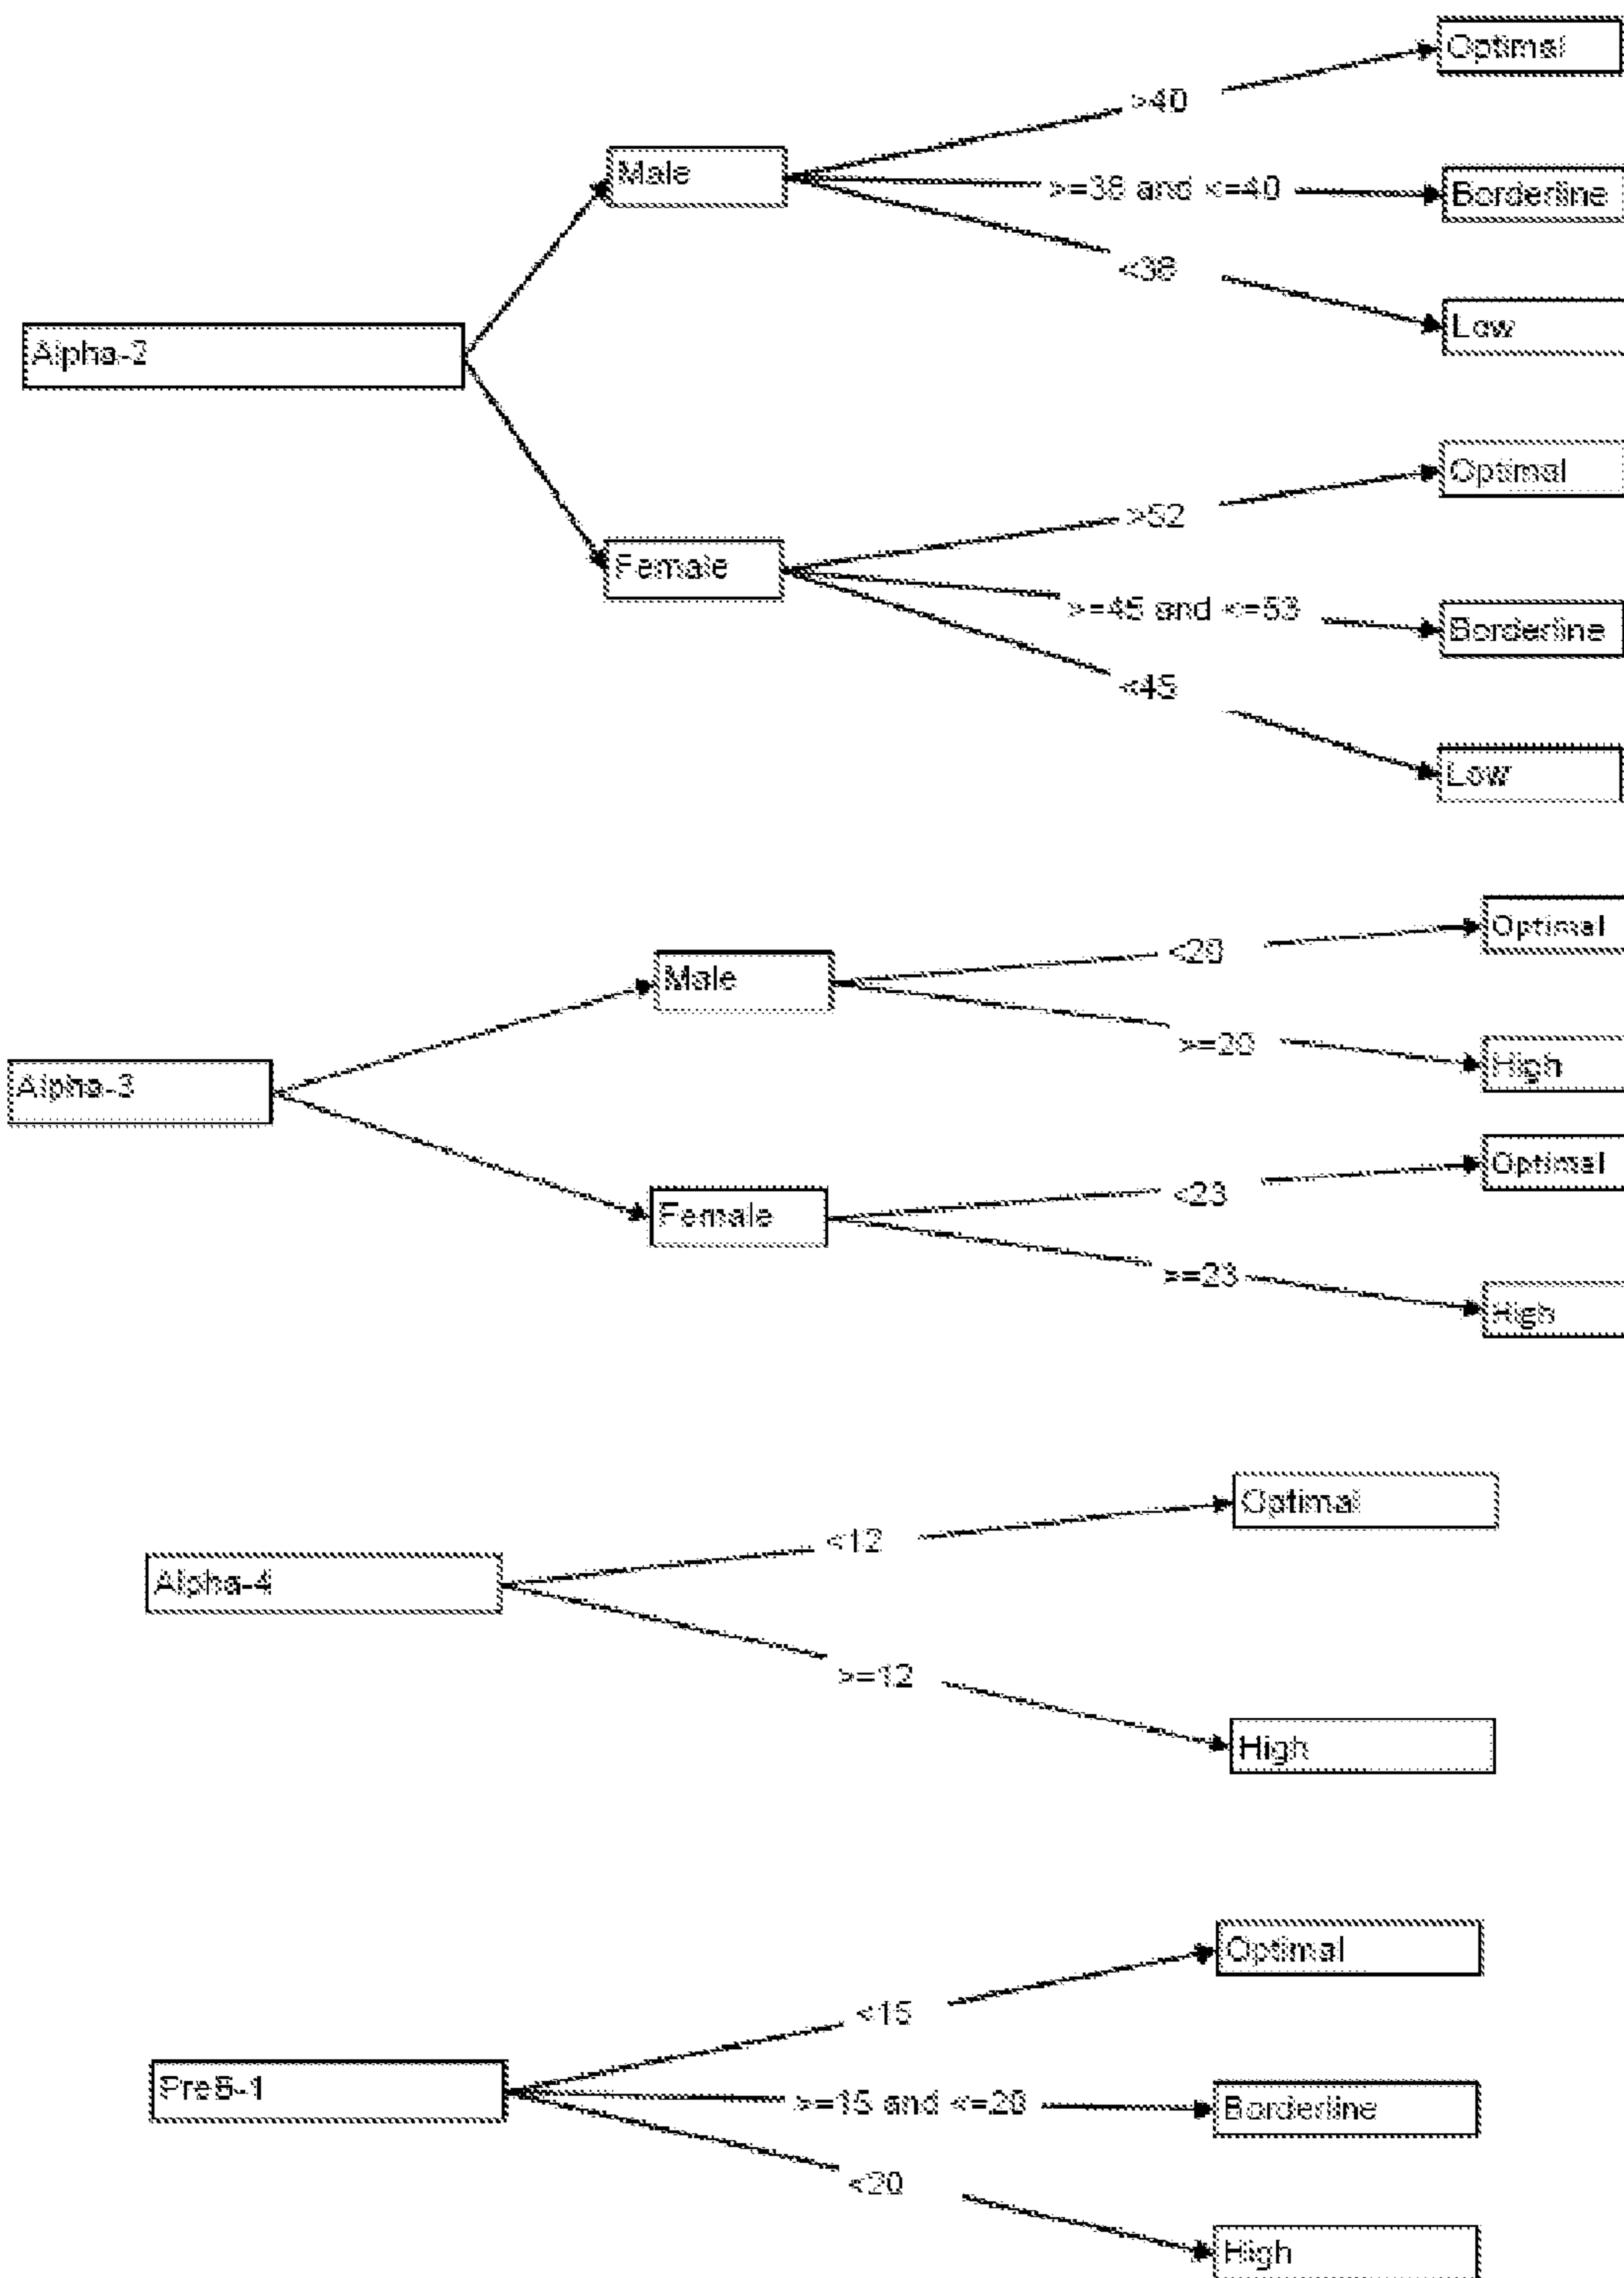 Optimal
>40
Male
>=38 and <=40
Borderline
<38
Low
Alpha-2
Optimal
>52
Female
>=45 and <=53
Borderline
<45
Low
Optimal
<20
Male
>=20
High
Alpha-3
Optimal
<23
Female
>=23
High
Optimal
<12
Alpha-4
>=12
High
Optimal
<15
PreB-1
>=15 and <=20
Borderline
<20
High